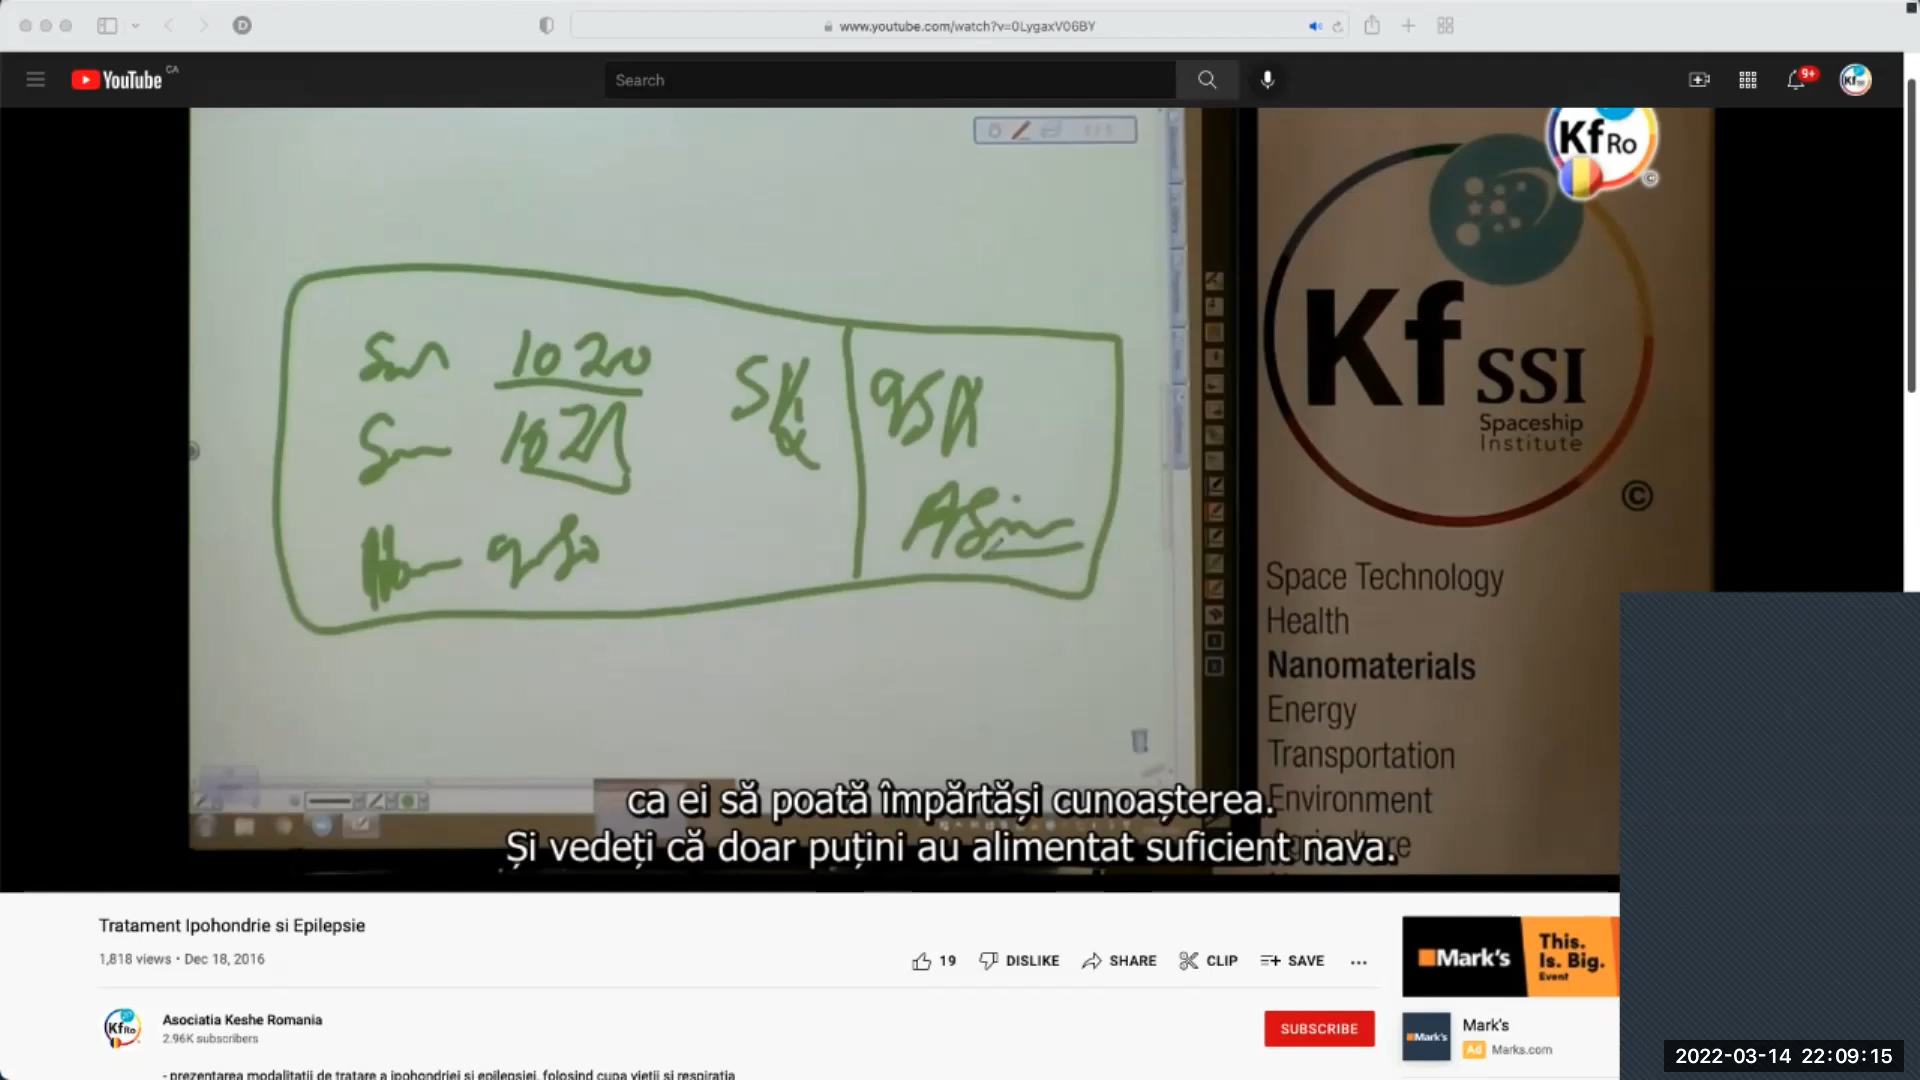 www.youtube.com/watch?v=0LygaxV06BY
YouTube CA
Search
9+
Kf Ro
©
Kf SSI
Spaceship
Institute
©
1020
Space Technology
Health
Nanomaterials
Energy
Transportation
Environment
ca ei să poată împărtăși cunoașterea.
Și vedeți că doar puțini au alimentat suficient nava.
Tratament Ipohondrie si Epilepsie
1,818 views • Dec 18, 2016
19 DISLIKE SHARE CLIP SAVE ...
Mark's
This.
Is. Big.
Event
Kf Ro
Asociatia Keshe Romania
2.96K subscribers
SUBSCRIBE
Mark's
Mark's
Ad Marks.com
- prezentarea modalitatii de tratare a ipohondriei si epilepsiei, folosind cupa vietii si respiratia
2022-03-14 22:09:15